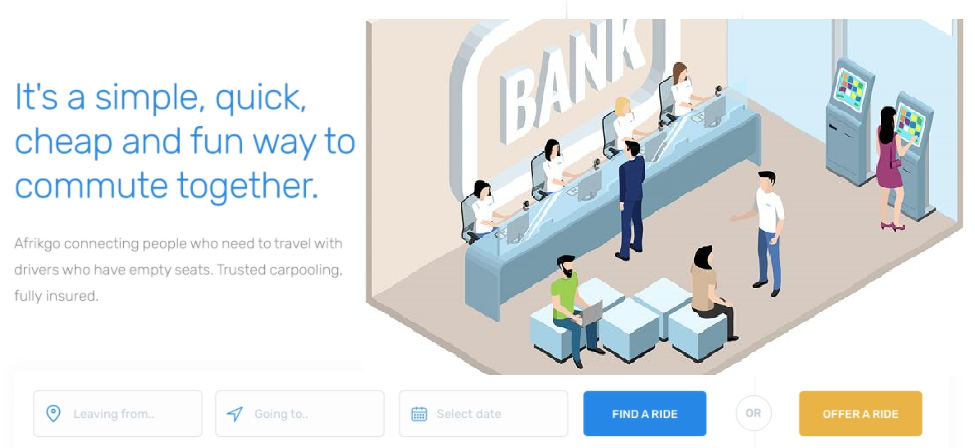 BANK
It's a simple, quick,
cheap and fun way to
commute together.
Afrikgo connecting people who need to travel with
drivers who have empty seats. Trusted carpooling,
fully insured.
Leaving from..
Going to..
Select date
FIND A RIDE
OR
OFFER A RIDE